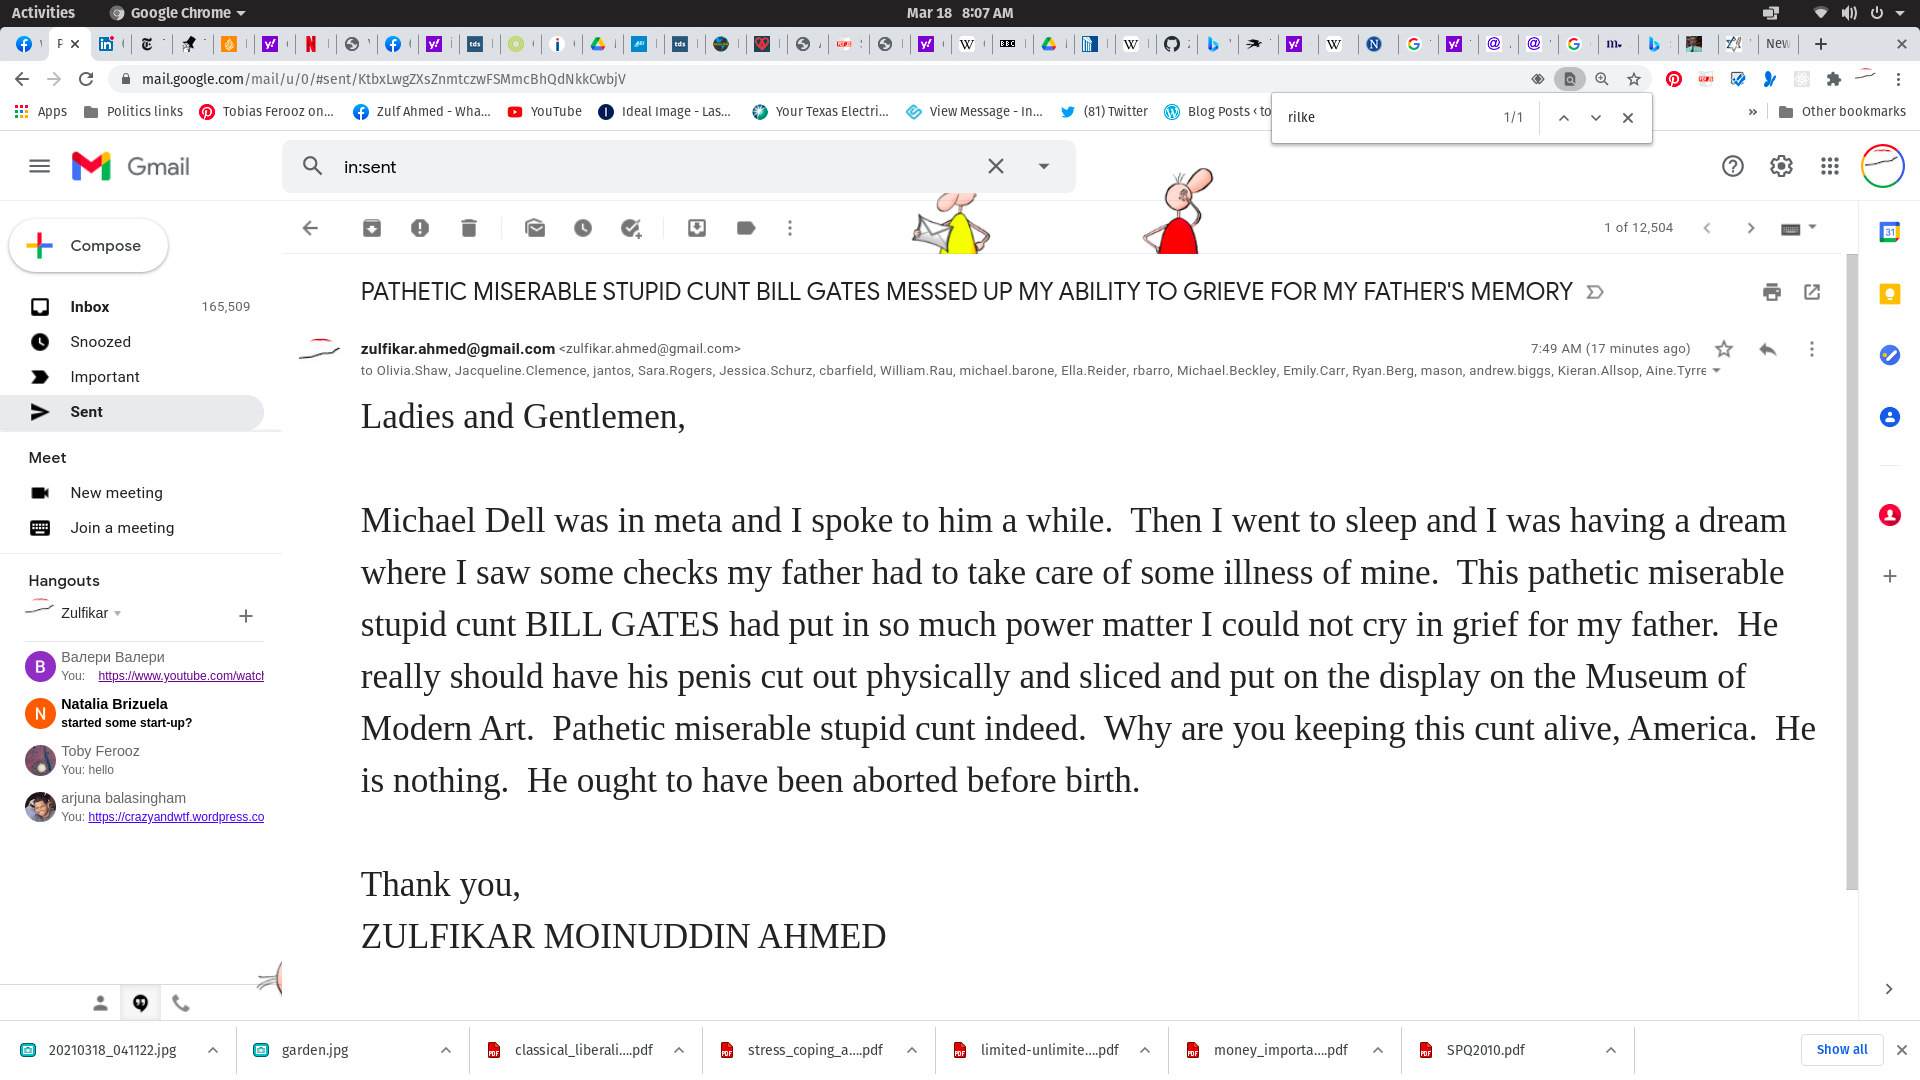 Activities Google Chrome Mar 18 8:07 AM
New
mail.google.com/mail/u/0/#sent/KtbxLwgZXsZnmtczwFSMmcBhQdNkkCwbjV
Apps Politics links Tobias Ferooz on... Zulf Ahmed - Wha... YouTube Ideal Image - Las... Your Texas Electri... View Message - In... (81) Twitter Blog Posts ‹ to » Other bookmarks
rilke 1/1
Gmail in:sent
Compose 1 of 12,504
PATHETIC MISERABLE STUPID CUNT BILL GATES MESSED UP MY ABILITY TO GRIEVE FOR MY FATHER'S MEMORY
Inbox 165,509
Snoozed
Important
Sent
zulfikar.ahmed@gmail.com <zulfikar.ahmed@gmail.com> 7:49 AM (17 minutes ago)
to Olivia.Shaw, Jacqueline.Clemence, jantos, Sara.Rogers, Jessica.Schurz, cbarfield, William.Rau, michael.barone, Ella.Reider, rbarro, Michael.Beckley, Emily.Carr, Ryan.Berg, mason, andrew.biggs, Kieran.Allsop, Aine.Tyrre
Ladies and Gentlemen,
Michael Dell was in meta and I spoke to him a while. Then I went to sleep and I was having a dream
where I saw some checks my father had to take care of some illness of mine. This pathetic miserable
stupid cunt BILL GATES had put in so much power matter I could not cry in grief for my father. He
really should have his penis cut out physically and sliced and put on the display on the Museum of
Modern Art. Pathetic miserable stupid cunt indeed. Why are you keeping this cunt alive, America. He
is nothing. He ought to have been aborted before birth.
Thank you,
ZULFIKAR MOINUDDIN AHMED
Meet
New meeting
Join a meeting
Hangouts
Zulfikar
Валери Валери
You: https://www.youtube.com/watch
Natalia Brizuela
started some start-up?
Toby Ferooz
You: hello
arjuna balasingham
You: https://crazyandwtf.wordpress.co
20210318_041122.jpg garden.jpg classical_liberali....pdf stress_coping_a....pdf limited-unlimite....pdf money_importa....pdf SPQ2010.pdf Show all